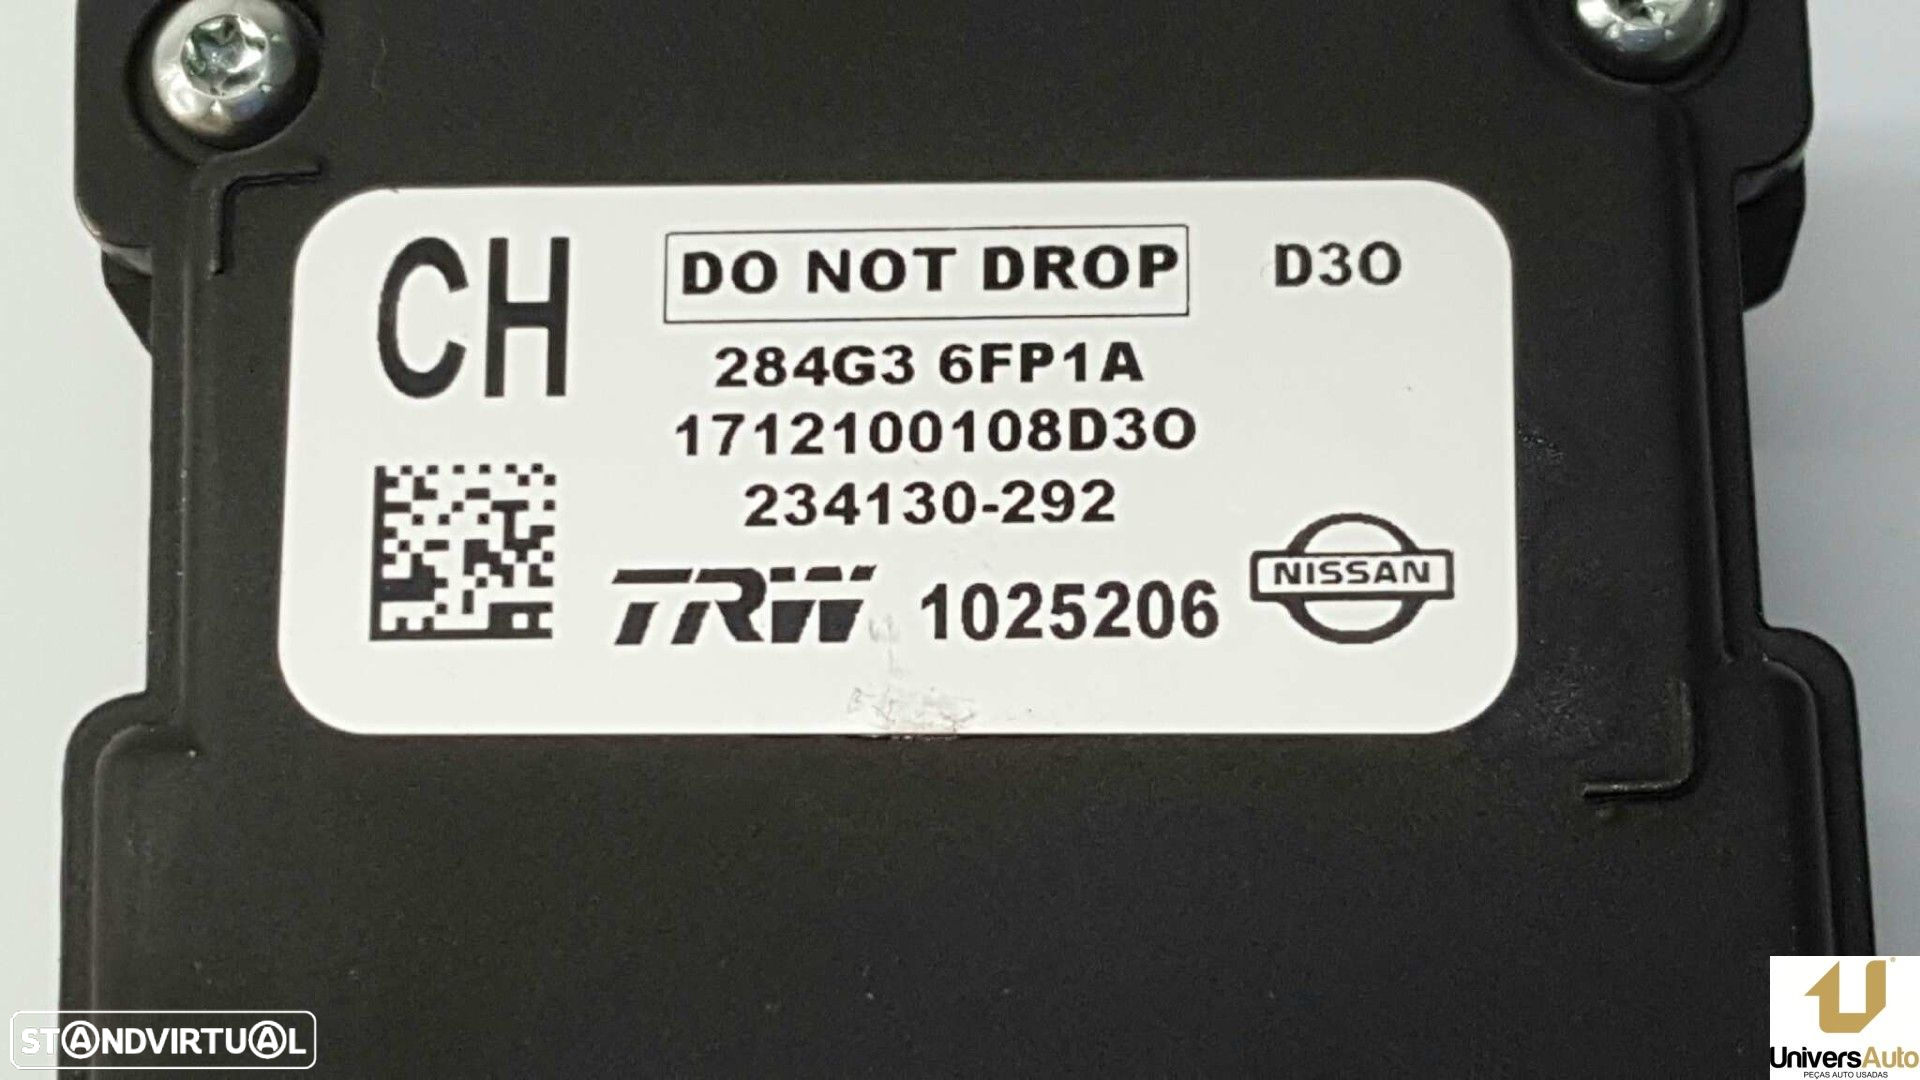 CH
DO NOT DROP
D3O
284G3 6FP1A
1712100108D3O
234130-292
TRW 1025206
NISSAN
STANDVIRTUAL
UniversAuto
PEÇAS AUTO USADAS